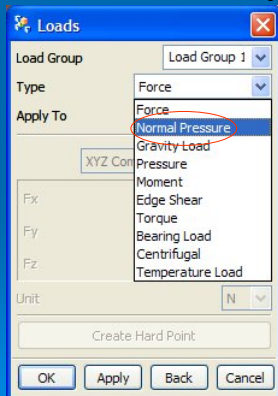 Loads
Load Group Load Group 1
Type Force
Apply To Force
Normal Pressure
Gravity Load
XYZ Com Pressure
Moment
Fx Edge Shear
Torque
Fy Bearing Load
Centrifugal
Fz Temperature Load
Unit N
Create Hard Point
OK Apply Back Cancel